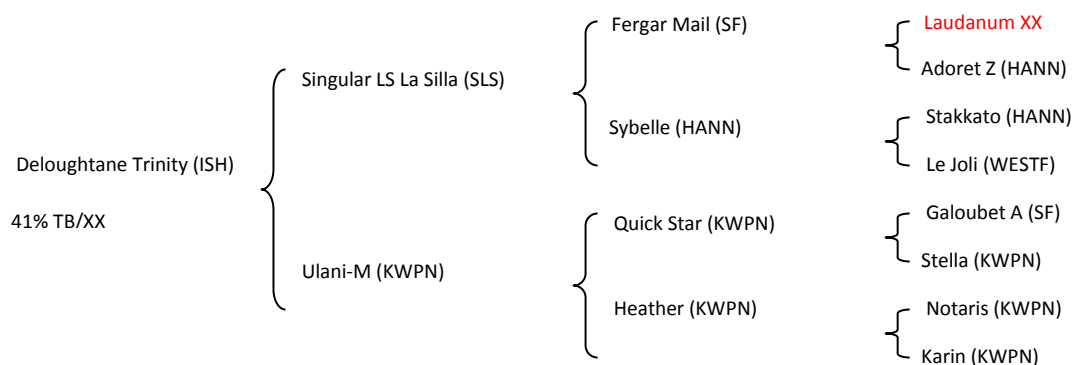 Deloughtane Trinity (ISH)
41% TB/XX
Singular LS La Silla (SLS)
Ulani-M (KWPN)
Fergar Mail (SF)
Sybelle (HANN)
Quick Star (KWPN)
Heather (KWPN)
Laudanum XX
Adoret Z (HANN)
Stakkato (HANN)
Le Joli (WESTF)
Galoubet A (SF)
Stella (KWPN)
Notaris (KWPN)
Karin (KWPN)